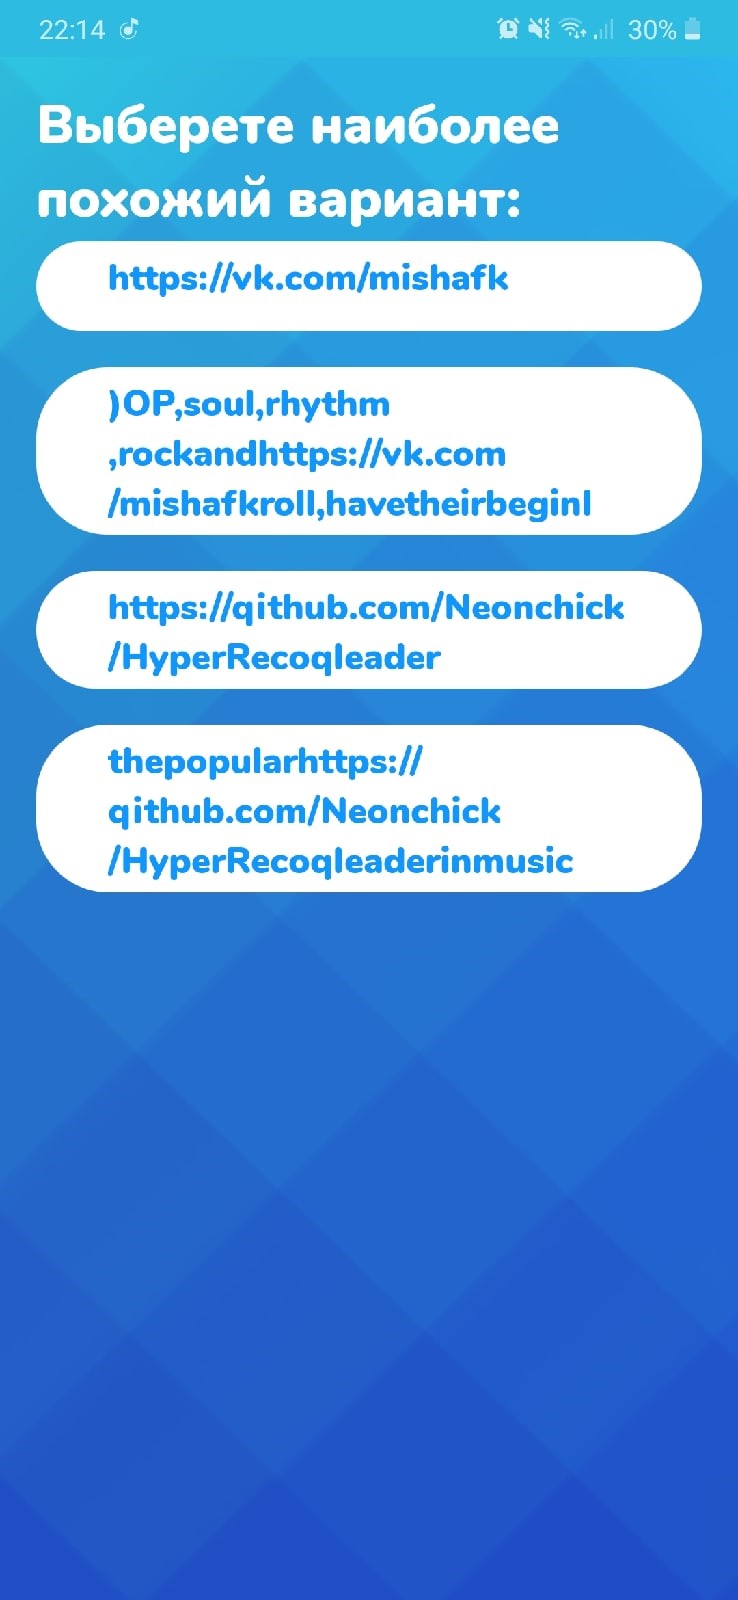 22:14
30%
Выберете наиболее
похожий вариант:
https://vk.com/mishafk
)OP,soul,rhythm
,rockandhttps://vk.com
/mishafkroll,havetheirbeginl
https://qithub.com/Neonchick
/HyperRecoqleader
thepopularhttps://
qithub.com/Neonchick
/HyperRecoqleaderinmusic